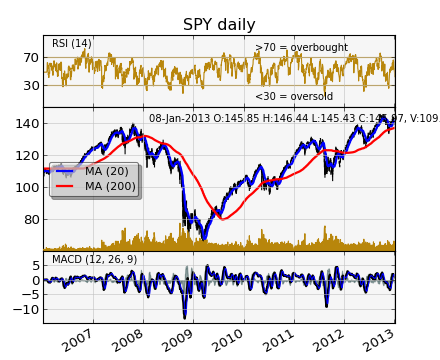 SPY daily
RSI (14)
>70 = overbought
70
30
<30 = oversold
08-Jan-2013 O:145.85 H:146.44 L:145.43 V:109.
140
120
100
80
MA (20)
MA (200)
MACD (12, 26, 9)
5
0
−5
−10
2007
2008
2009
2010
2011
2012
2013